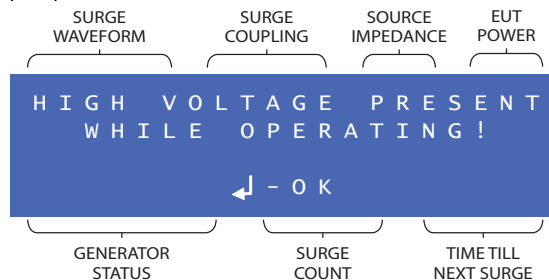 SURGE WAVEFORM
SURGE COUPLING
SOURCE IMPEDANCE
EUT POWER
HIGH VOLTAGE PRESENT
WHILE OPERATING!
↲-OK
GENERATOR STATUS
SURGE COUNT
TIME TILL NEXT SURGE